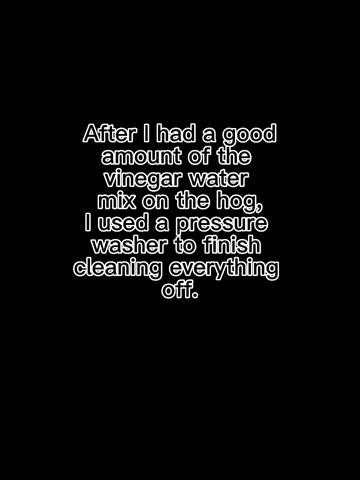 After I had a good
amount of the
vinegar water
mix on the hog,
I used a pressure
washer to finish
cleaning everything
off.